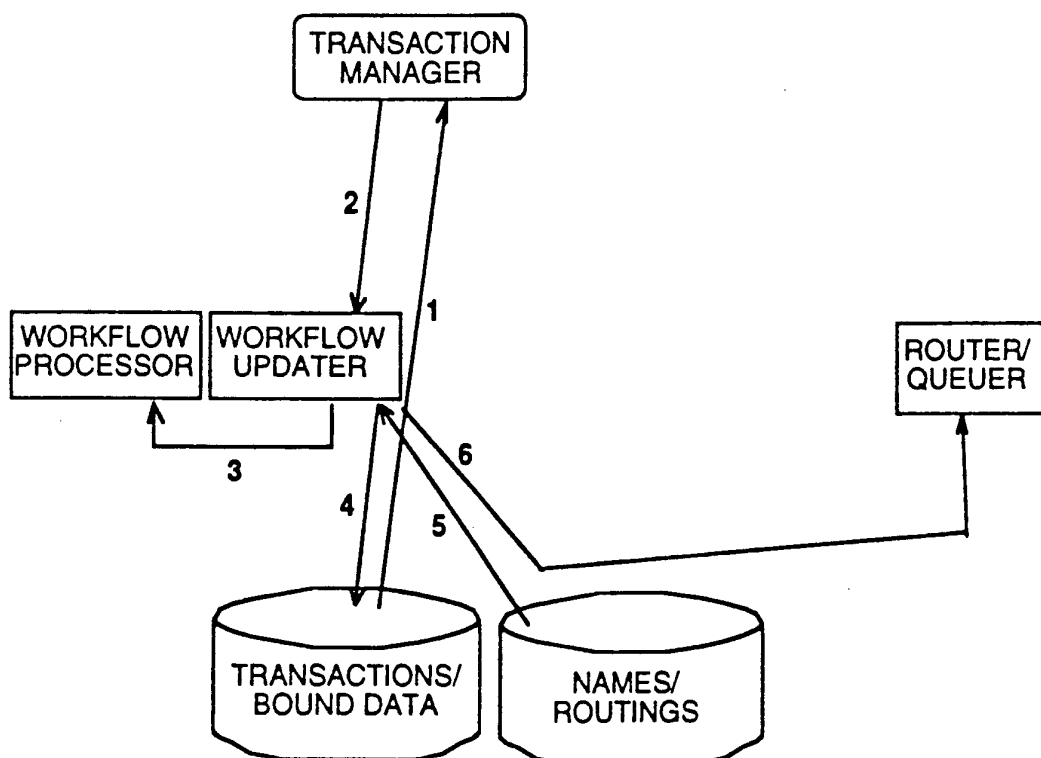 TRANSACTION
MANAGER
2
1
WORKFLOW
PROCESSOR
WORKFLOW
UPDATER
ROUTER/
QUEUER
3
4
5
6
TRANSACTIONS/
BOUND DATA
NAMES/
ROUTINGS